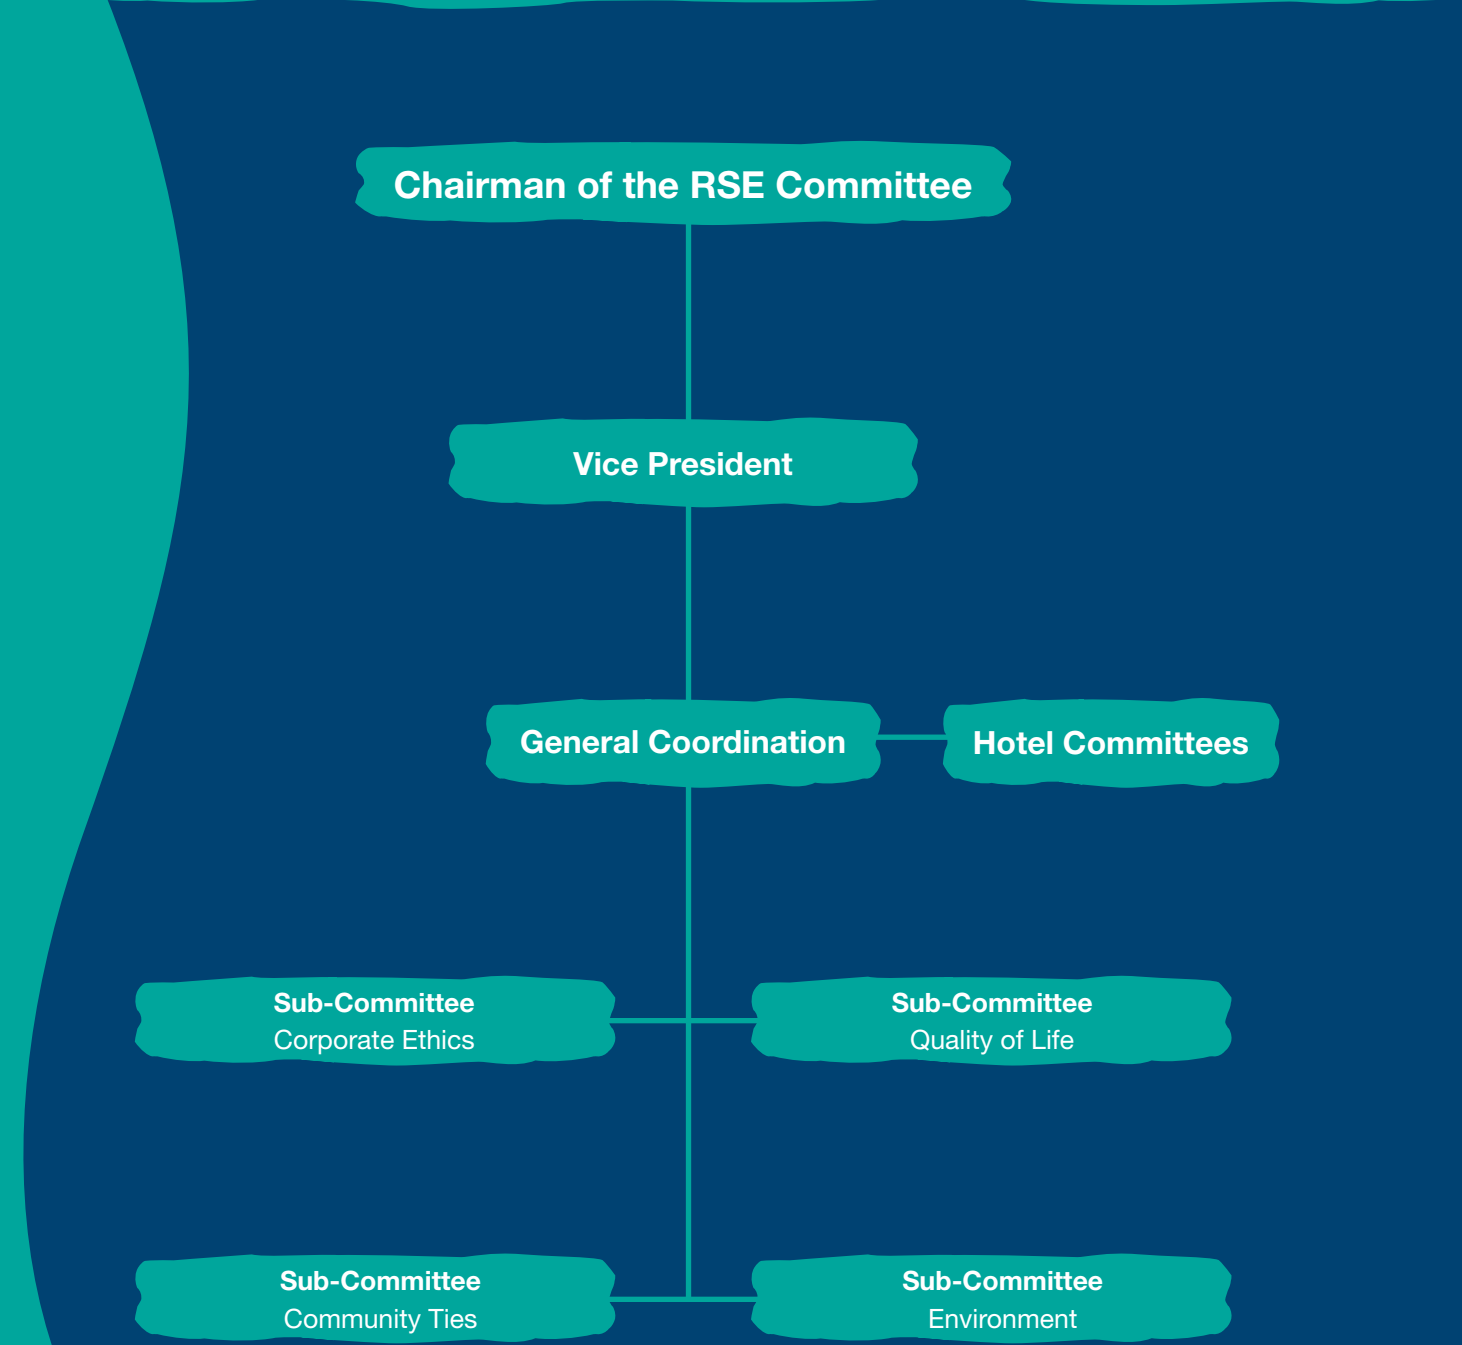 Chairman of the RSE Committee
Vice President
General Coordination
Hotel Committees
Sub-Committee
Corporate Ethics
Sub-Committee
Quality of Life
Sub-Committee
Community Ties
Sub-Committee
Environment